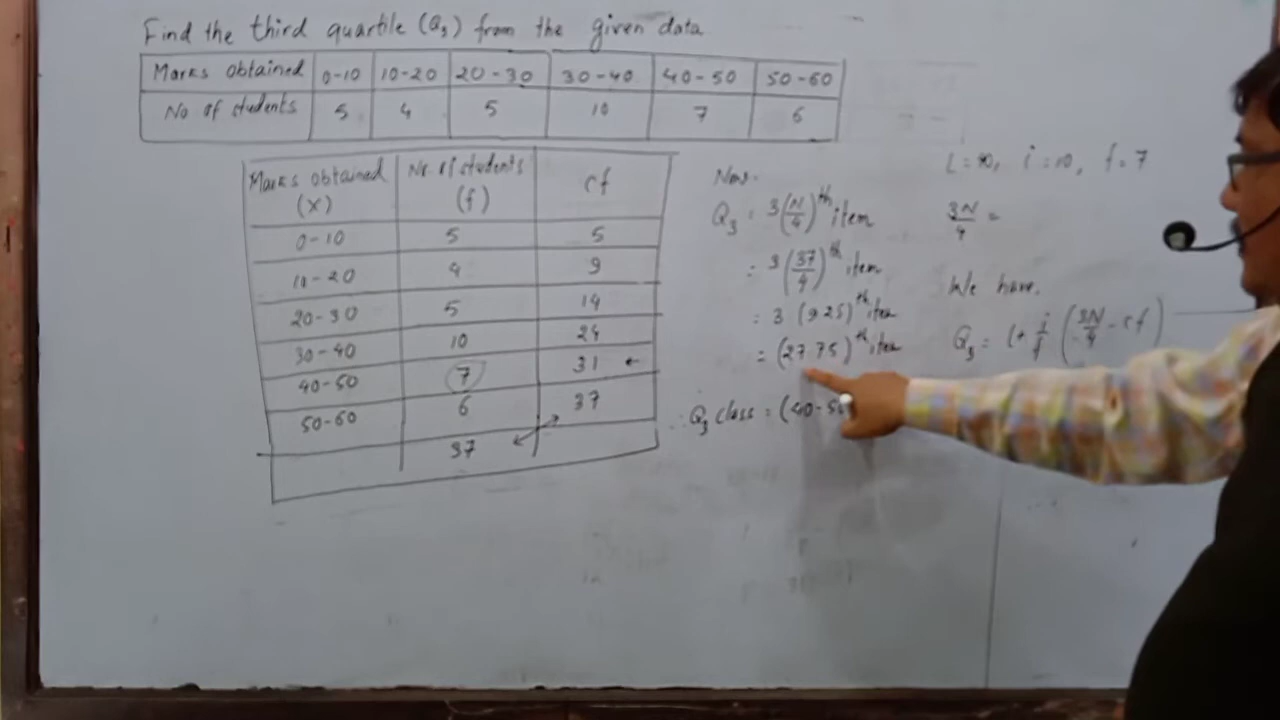 Find the third quartile (Q3) from the given data
Marks obtained 0-10 10-20 20-30 30-40 40-50 50-60
No of students 5 4 5 10 7 6
Marks obtained (X) No. of students (f) cf
0-10 5 5
10-20 4 9
20-30 5 14
30-40 10 24
40-50 7 31 ←
50-60 6 37
37
Now.
Q3 = 3(N/4)th item
= 3(37/4)th item
= 3 (9.25)th item
= (27.75)th item
∴ Q3 class = (40-50
L = 40, i = 10, f = 7
3N/4 =
We have,
Q3 = L + i/f (3N/4 - cf)